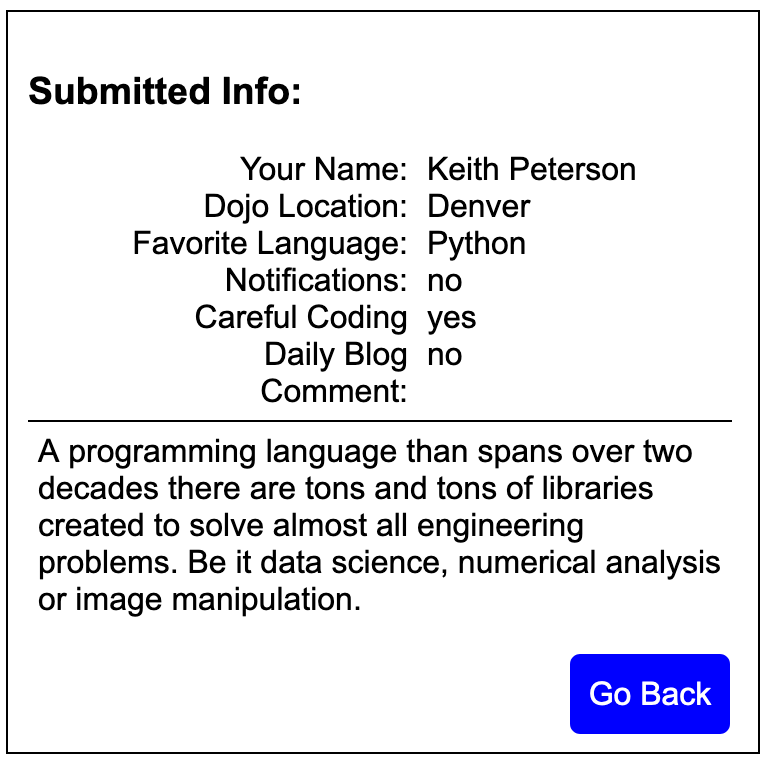 Submitted Info:
Your Name: Keith Peterson
Dojo Location: Denver
Favorite Language: Python
Notifications: no
Careful Coding yes
Daily Blog no
Comment:
A programming language than spans over two
decades there are tons and tons of libraries
created to solve almost all engineering
problems. Be it data science, numerical analysis
or image manipulation.
Go Back